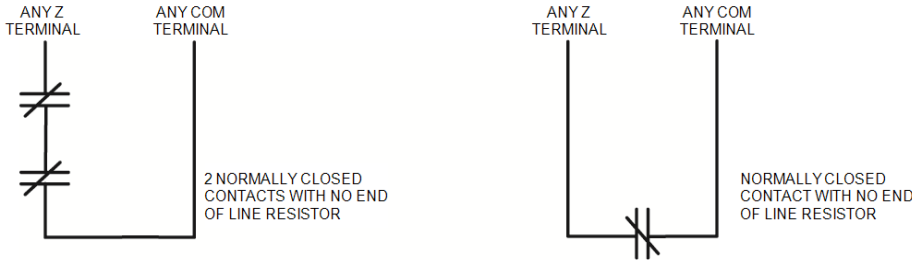 ANY Z
TERMINAL
ANY COM
TERMINAL
2 NORMALLY CLOSED
CONTACTS WITH NO END
OF LINE RESISTOR
ANY Z
TERMINAL
ANY COM
TERMINAL
NORMALLY CLOSED
CONTACT WITH NO END
OF LINE RESISTOR